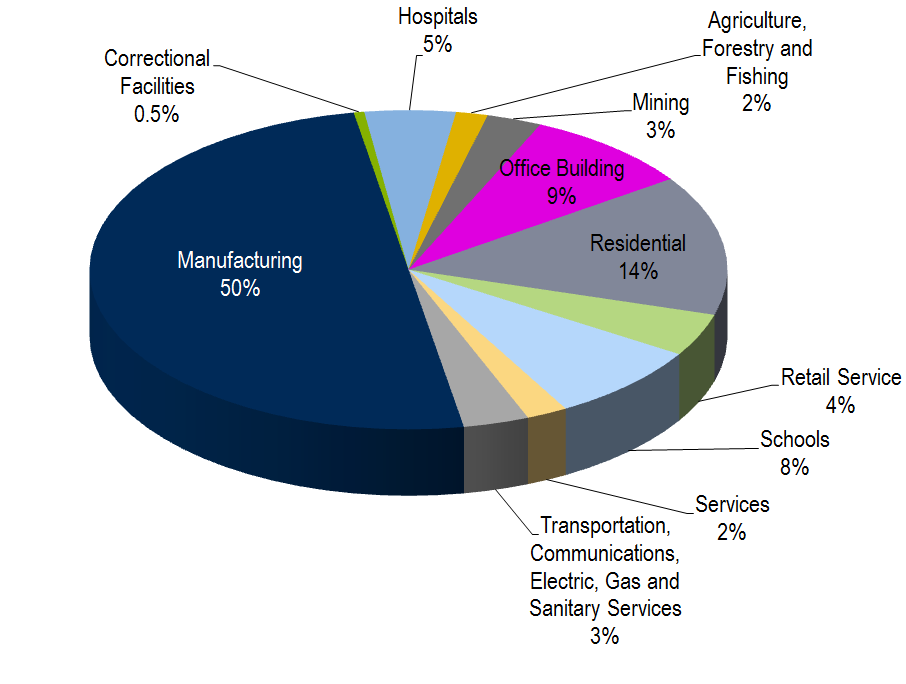 Hospitals
5%
Agriculture,
Forestry and
Fishing
2%
Correctional
Facilities
0.5%
Mining
3%
Office Building
9%
Residential
14%
Manufacturing
50%
Retail Service
4%
Schools
8%
Services
2%
Transportation,
Communications,
Electric, Gas and
Sanitary Services
3%